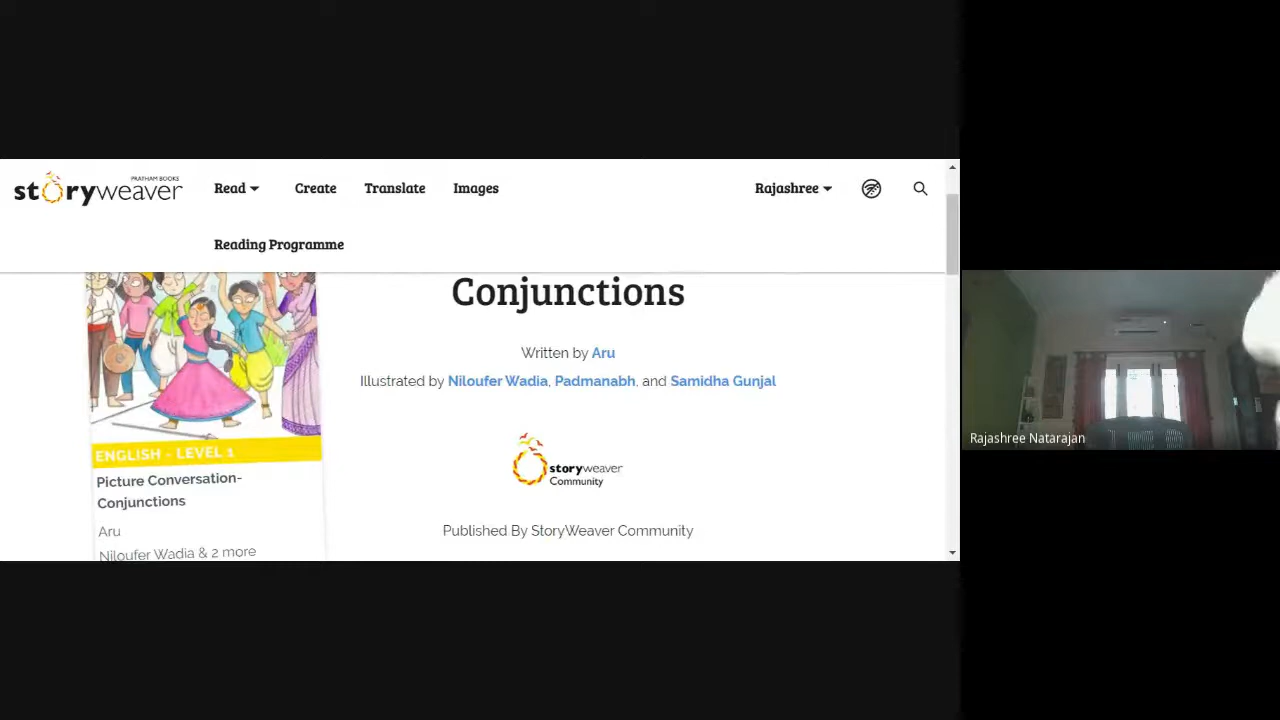 PRATHAM BOOKS
storyweaver
Read Create Translate Images
Rajashree
Reading Programme
Conjunctions
Written by Aru
Illustrated by Niloufer Wadia, Padmanabh, and Samidha Gunjal
storyweaver
Community
Published By StoryWeaver Community
ENGLISH - LEVEL 1
Picture Conversation-
Conjunctions
Aru
Niloufer Wadia & 2 more
Rajashree Natarajan